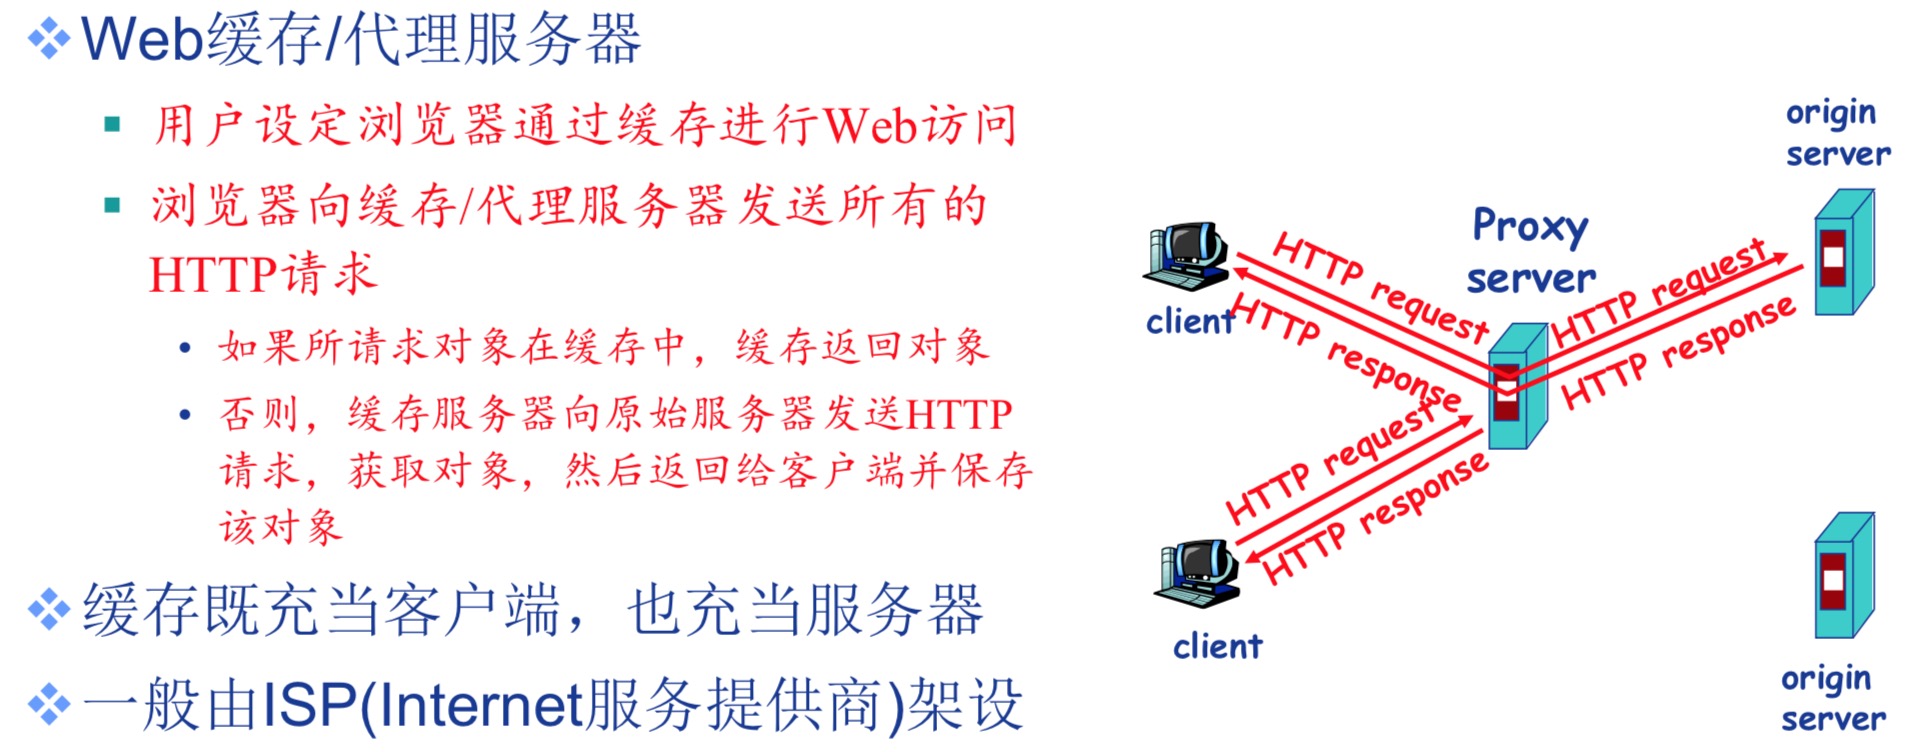 Web缓存/代理服务器
用户设定浏览器通过缓存进行Web访问
浏览器向缓存/代理服务器发送所有的
HTTP请求
如果所请求对象在缓存中，缓存返回对象
否则，缓存服务器向原始服务器发送HTTP
请求，获取对象，然后返回给客户端并保存
该对象
缓存既充当客户端，也充当服务器
一般由ISP(Internet服务提供商)架设
origin
server
Proxy
server
client
HTTP request
HTTP response
HTTP request
HTTP response
HTTP request
HTTP response
client
origin
server